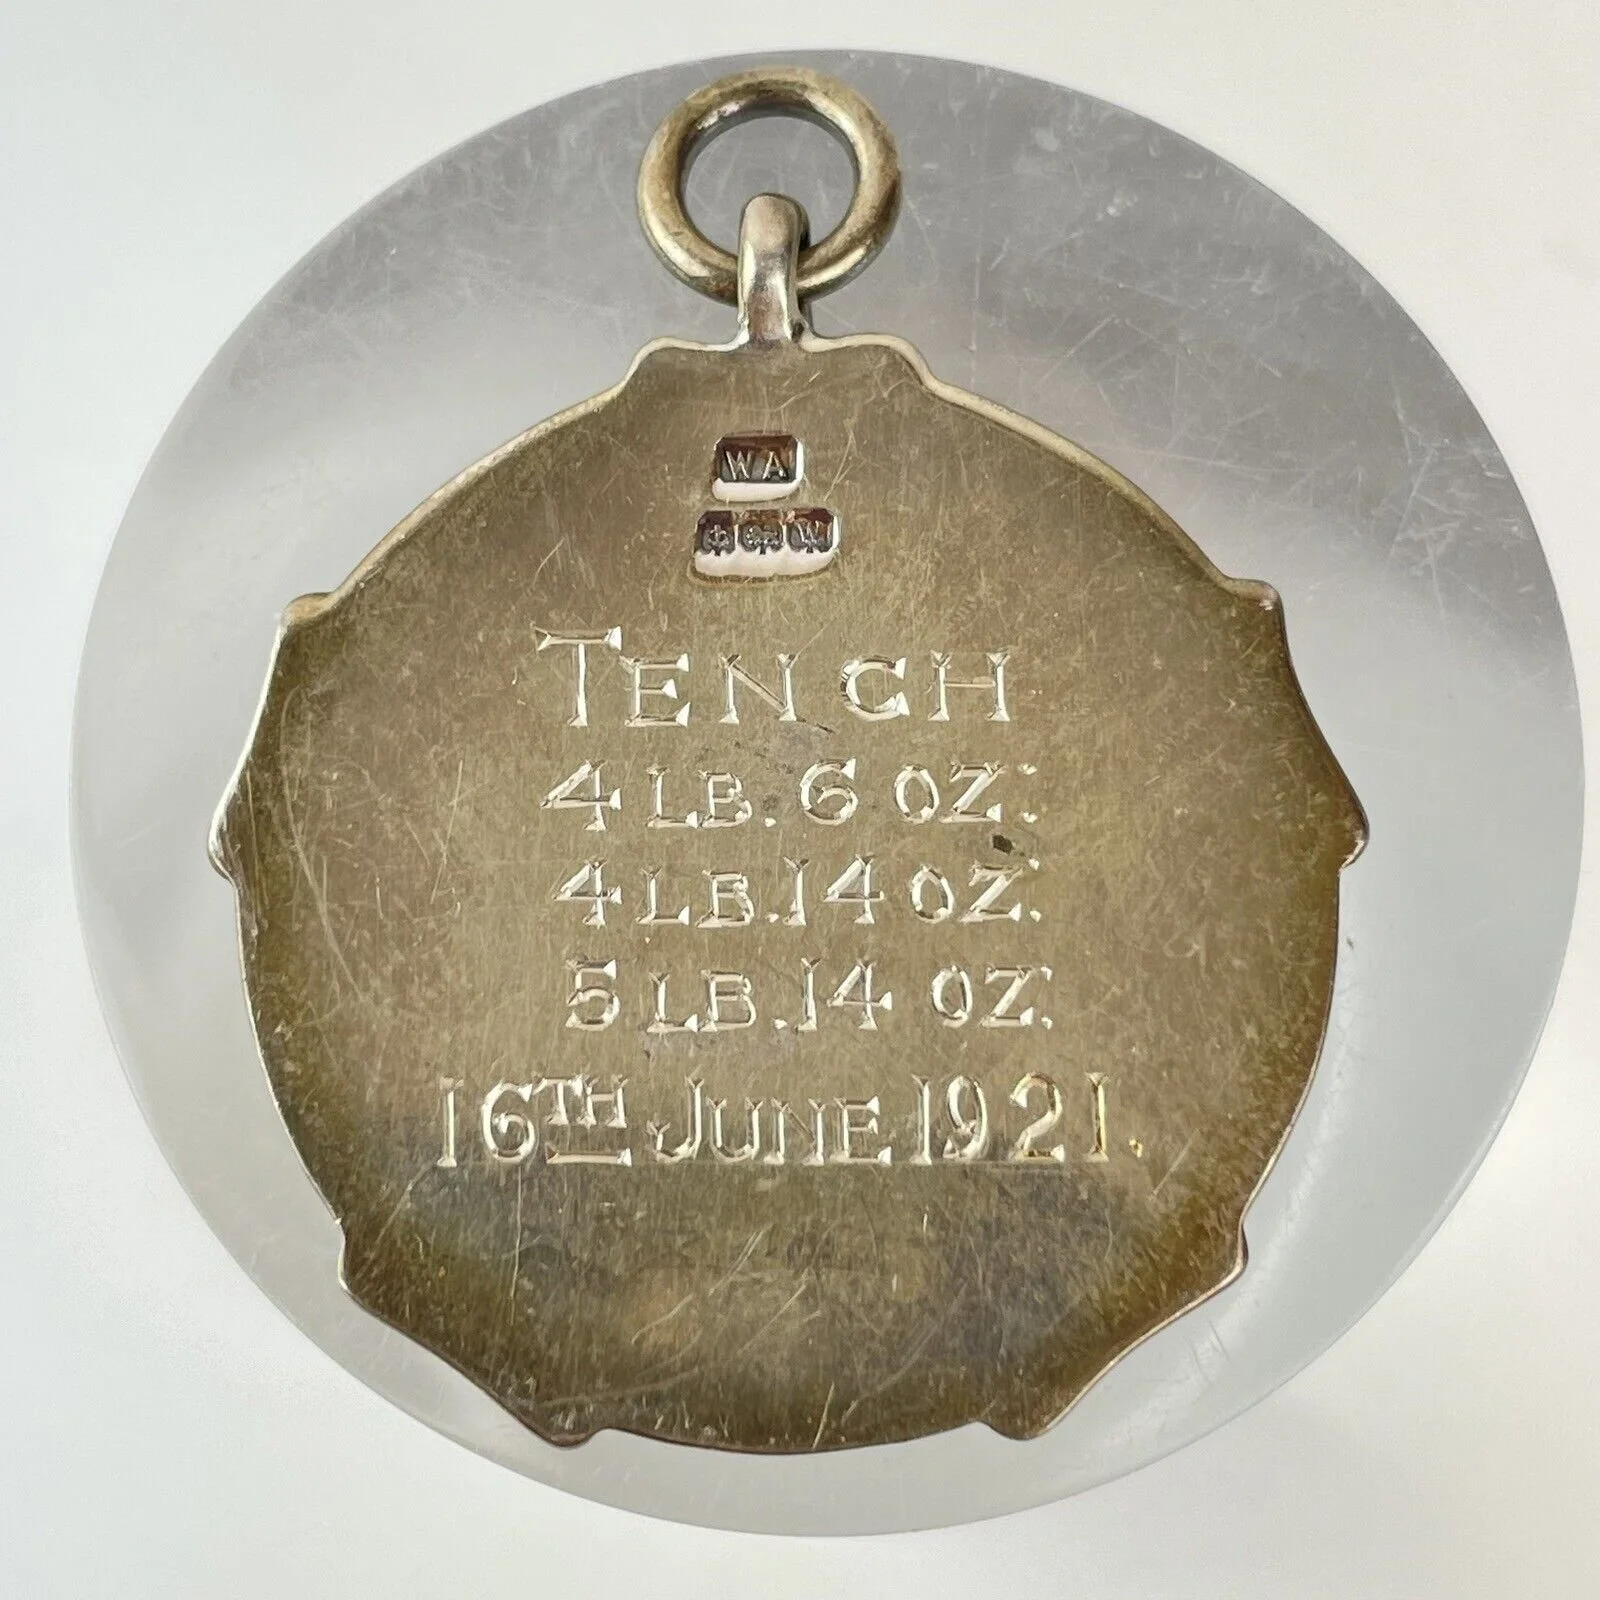 WA
W
TENCH
4 LB. 6 OZ.
4 LB. 14 OZ.
5 LB. 14 OZ.
16TH JUNE 1921.